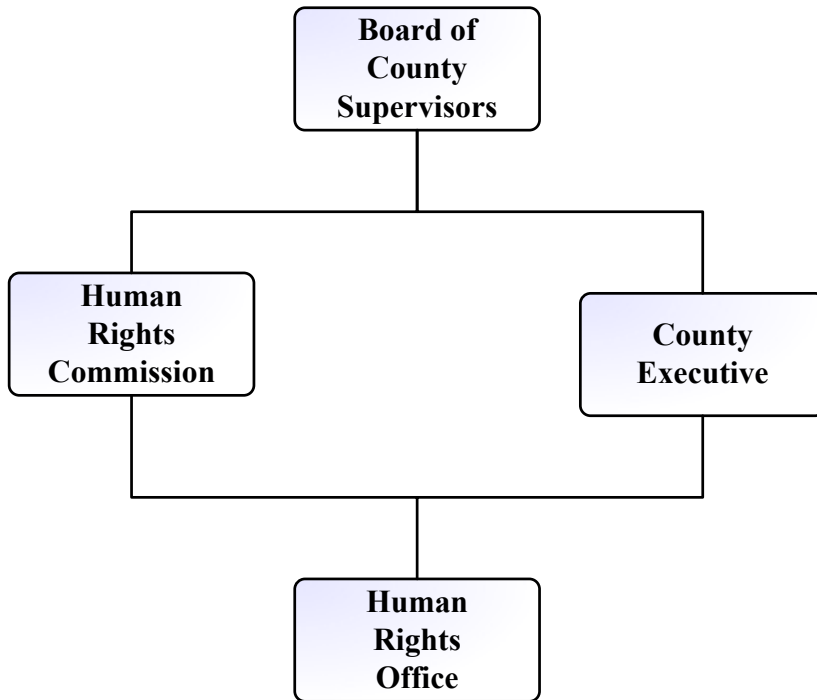 Board of
County
Supervisors
Human
Rights
Commission
County
Executive
Human
Rights
Office